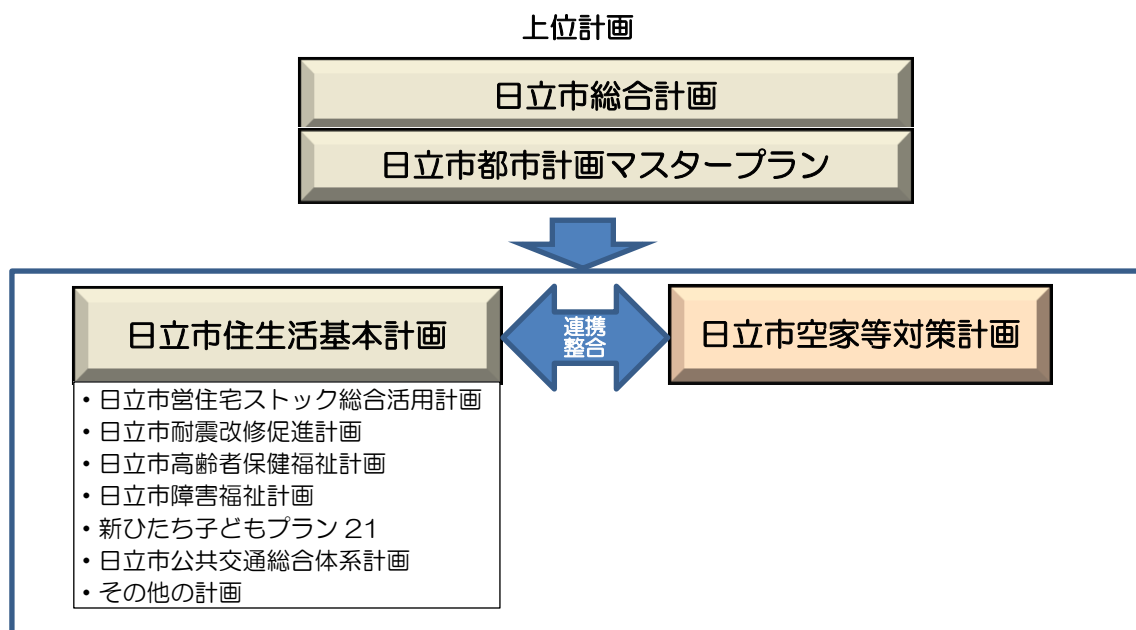 上位計画
日立市総合計画
日立市都市計画マスタープラン
日立市住生活基本計画
連携
整合
日立市空家等対策計画
・日立市営住宅ストック総合活用計画
・日立市耐震改修促進計画
・日立市高齢者保健福祉計画
・日立市障害福祉計画
・新ひたち子どもプラン 21
・日立市公共交通総合体系計画
・その他の計画